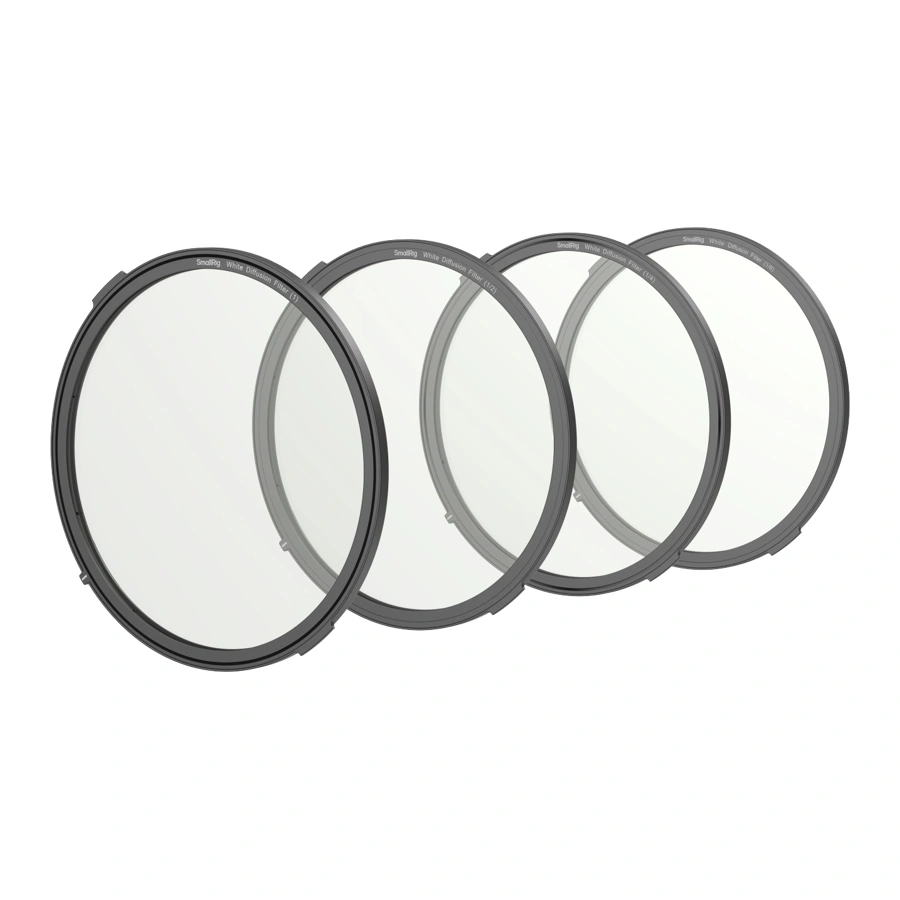 SmallRig White Diffusion Filter (1)
SmallRig White Diffusion Filter (1/2)
SmallRig White Diffusion Filter (1/4)
SmallRig White Diffusion Filter (1/8)